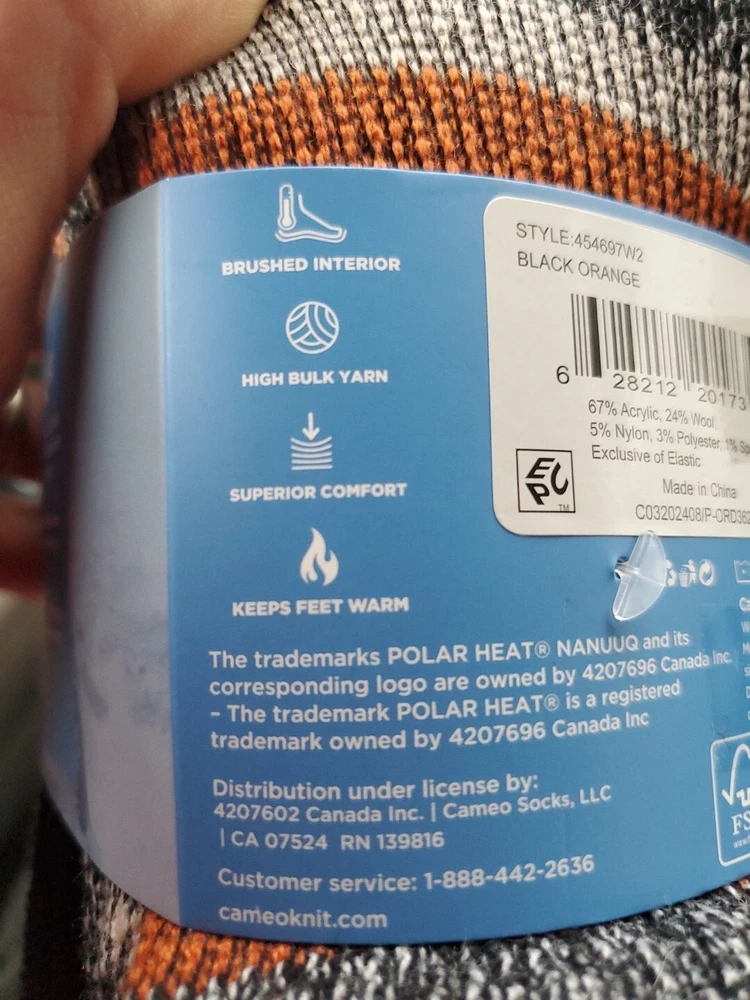 BRUSHED INTERIOR
HIGH BULK YARN
SUPERIOR COMFORT
KEEPS FEET WARM
STYLE:454697W2
BLACK ORANGE
6 28212 20173
67% Acrylic, 24% Wool,
5% Nylon, 3% Polyester, 1%
Exclusive of Elastic
Made in China
EPC
TM
The trademarks POLAR HEAT® NANUUQ and its
corresponding logo are owned by 4207696 Canada Inc
- The trademark POLAR HEAT® is a registered
trademark owned by 4207696 Canada Inc
Distribution under license by:
4207602 Canada Inc. | Cameo Socks, LLC
| CA 07524 RN 139816
Customer service: 1-888-442-2636
cameoknit.com